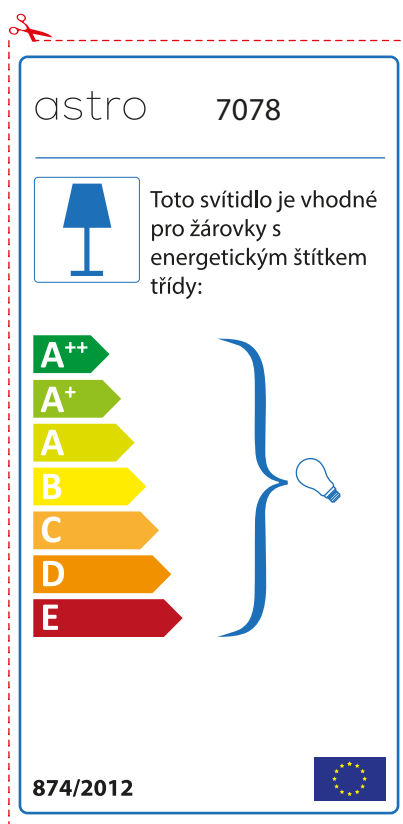 astro 7078
Toto svítidlo je vhodné
pro žárovky s
energetickým štítkem
třídy:
A++
A+
A
B
C
D
E
874/2012